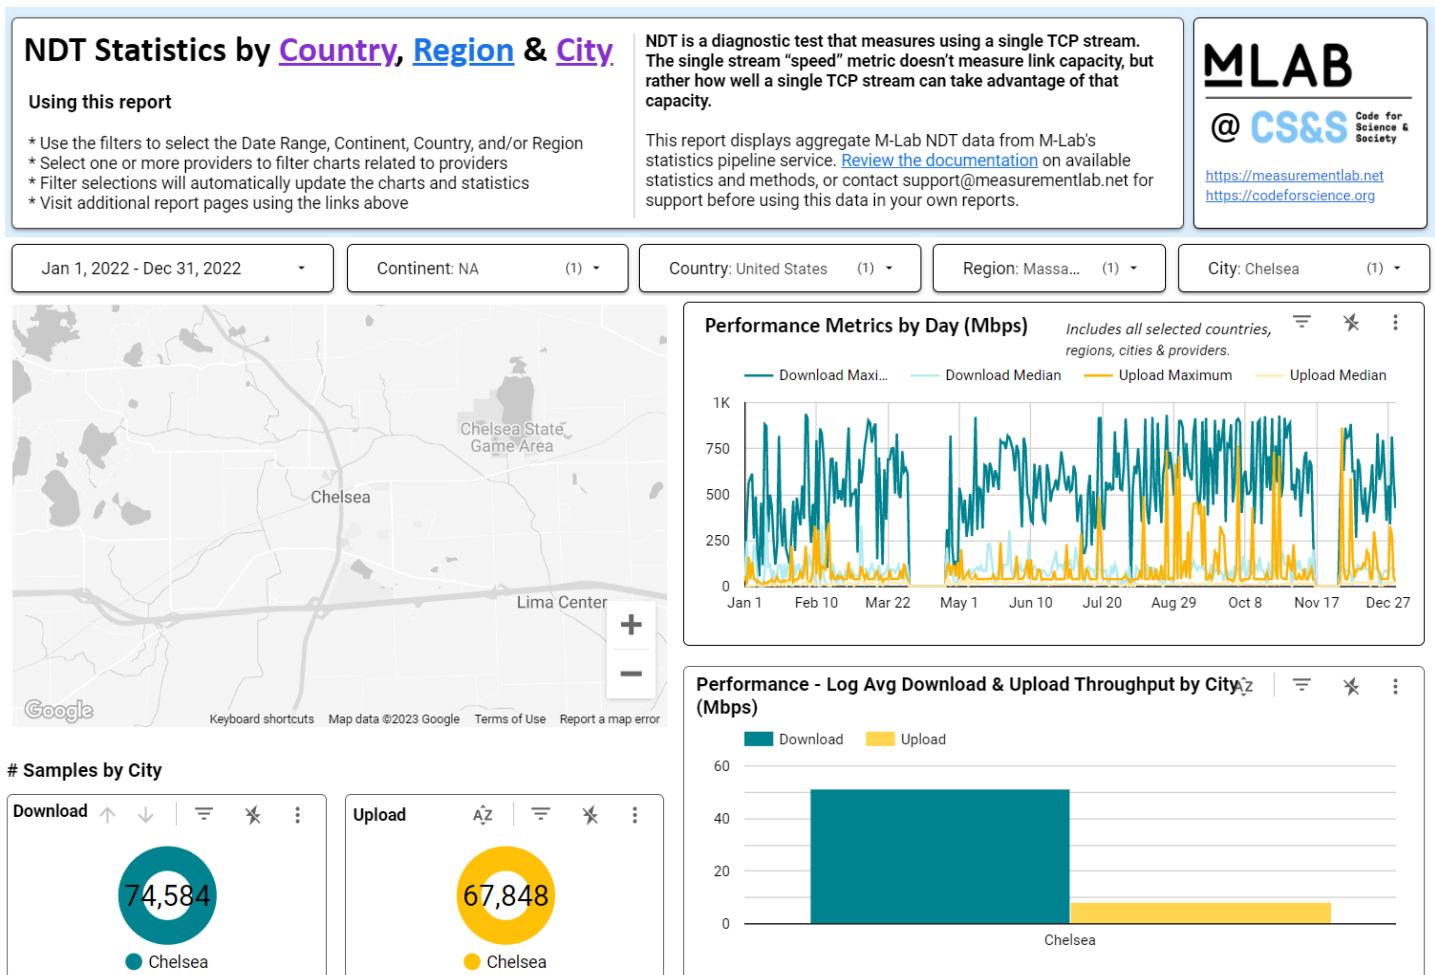 NDT Statistics by Country, Region & City
Using this report
* Use the filters to select the Date Range, Continent, Country, and/or Region
* Select one or more providers to filter charts related to providers
* Filter selections will automatically update the charts and statistics
* Visit additional report pages using the links above
NDT is a diagnostic test that measures using a single TCP stream.
The single stream “speed” metric doesn’t measure link capacity, but
rather how well a single TCP stream can take advantage of that
capacity.
This report displays aggregate M-Lab NDT data from M-Lab's
statistics pipeline service. Review the documentation on available
statistics and methods, or contact support@measurementlab.net for
support before using this data in your own reports.
MLAB
@ CS&S Code for
Science &
Society
https://measurementlab.net
https://codeforscience.org
Jan 1, 2022 - Dec 31, 2022
Continent: NA (1)
Country: United States (1)
Region: Massa... (1)
City: Chelsea (1)
Chelsea State
Game Area
Chelsea
Lima Center
+
−
Google
Keyboard shortcuts Map data ©2023 Google Terms of Use Report a map error
Performance Metrics by Day (Mbps)
Includes all selected countries,
regions, cities & providers.
Download Maxi... Download Median Upload Maximum Upload Median
1K
750
500
250
0
Jan 1 Feb 10 Mar 22 May 1 Jun 10 Jul 20 Aug 29 Oct 8 Nov 17 Dec 27
Performance - Log Avg Download & Upload Throughput by City
(Mbps)
AZ
Download Upload
60
40
20
0
Chelsea
# Samples by City
Download
74,584
Chelsea
Upload
AZ
67,848
Chelsea